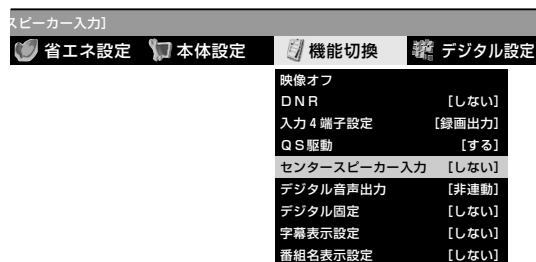 スピーカー入力]
省エネ設定 本体設定 機能切換 デジタル設定
映像オフ
DNR [しない]
入力4端子設定 [録画出力]
QS駆動 [する]
センタースピーカー入力 [しない]
デジタル音声出力 [非連動]
デジタル固定 [しない]
字幕表示設定 [しない]
番組名表示設定 [しない]